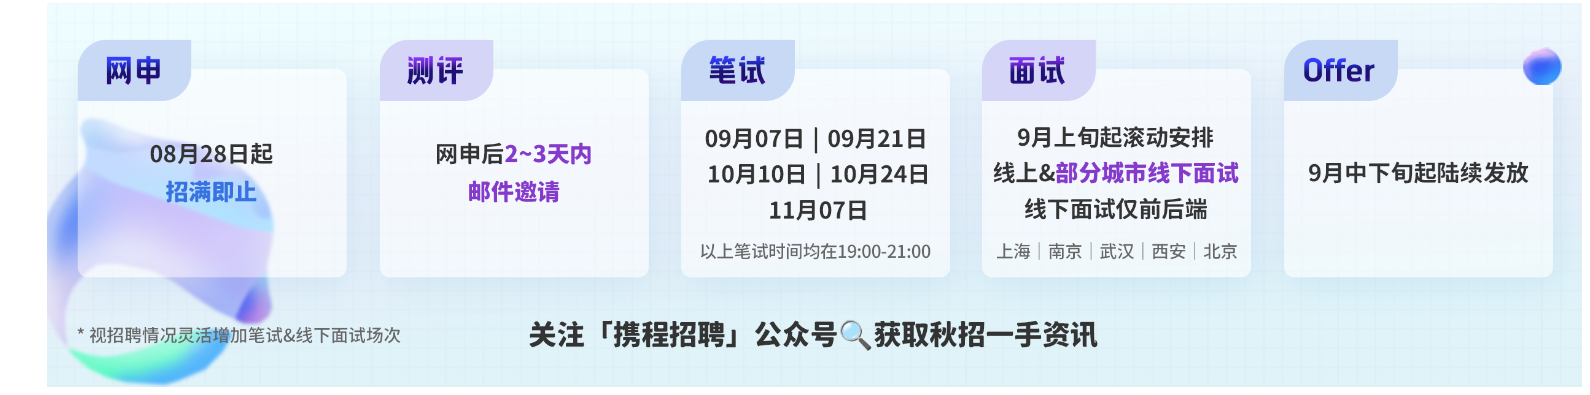 网申
08月28日起
招满即止
测评
网申后2~3天内
邮件邀请
笔试
09月07日 | 09月21日
10月10日 | 10月24日
11月07日
以上笔试时间均在19:00-21:00
面试
9月上旬起滚动安排
线上&部分城市线下面试
线下面试仅前后端
上海｜南京｜武汉｜西安｜北京
Offer
9月中下旬起陆续发放
* 视招聘情况灵活增加笔试&线下面试场次
关注「携程招聘」公众号🔍获取秋招一手资讯